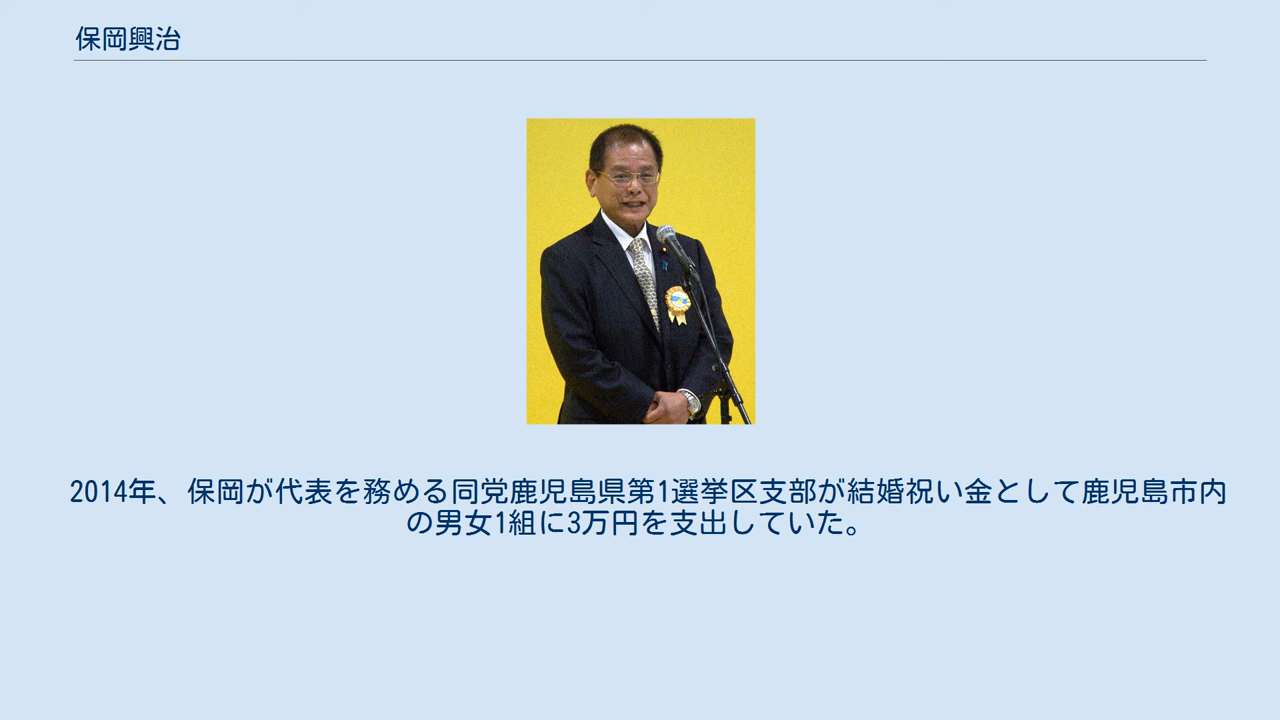 保岡興治
2014年、保岡が代表を務める同党鹿児島県第1選挙区支部が結婚祝い金として鹿児島市内
の男女1組に3万円を支出していた。